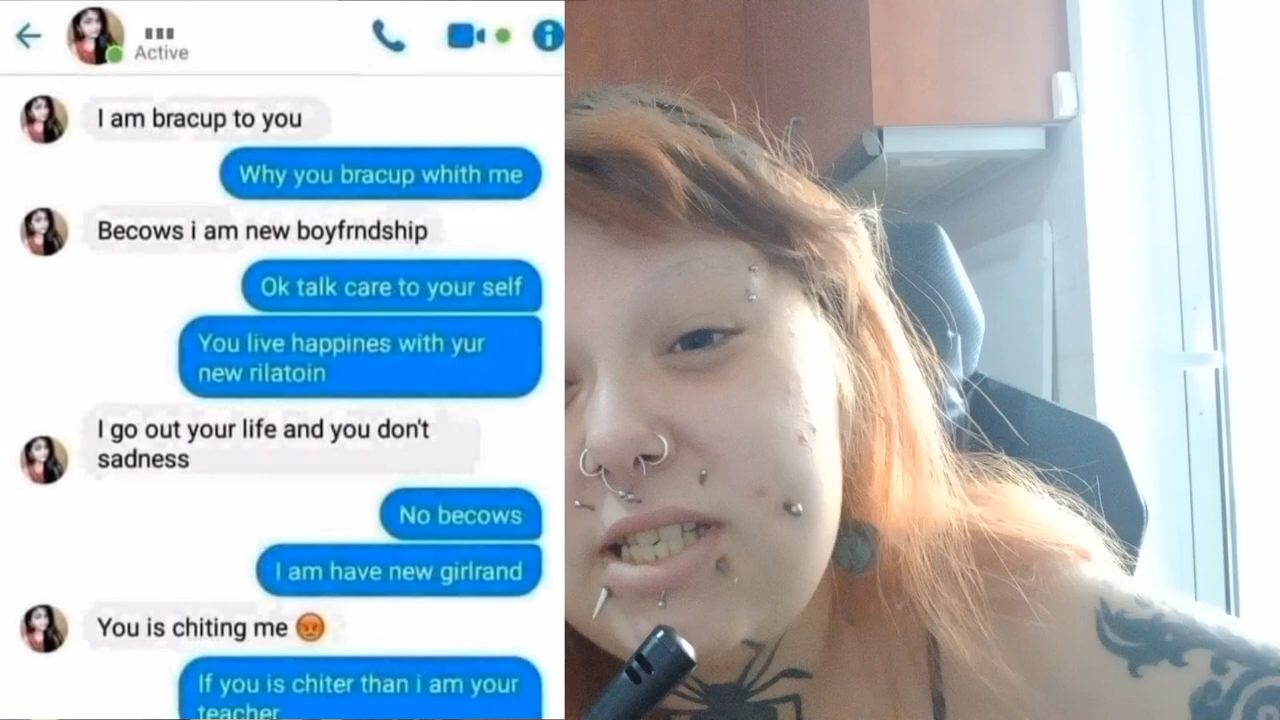 Active
I am bracup to you
Why you bracup whith me
Becows i am new boyfrndship
Ok talk care to your self
You live happines with yur
new rilatoin
I go out your life and you don't
sadness
No becows
I am have new girlrand
You is chiting me 😡
If you is chiter than i am your
teacher